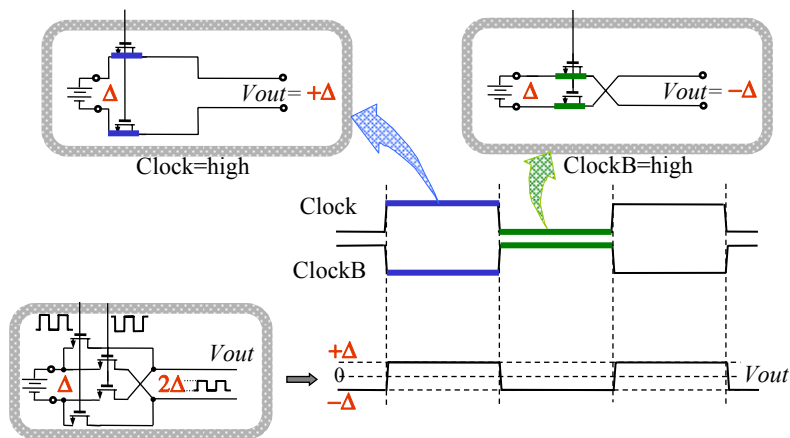 Δ
Vout= +Δ
Clock=high
Δ
Vout= −Δ
ClockB=high
Clock
ClockB
Δ
2Δ
Vout
+Δ
0
−Δ
Vout